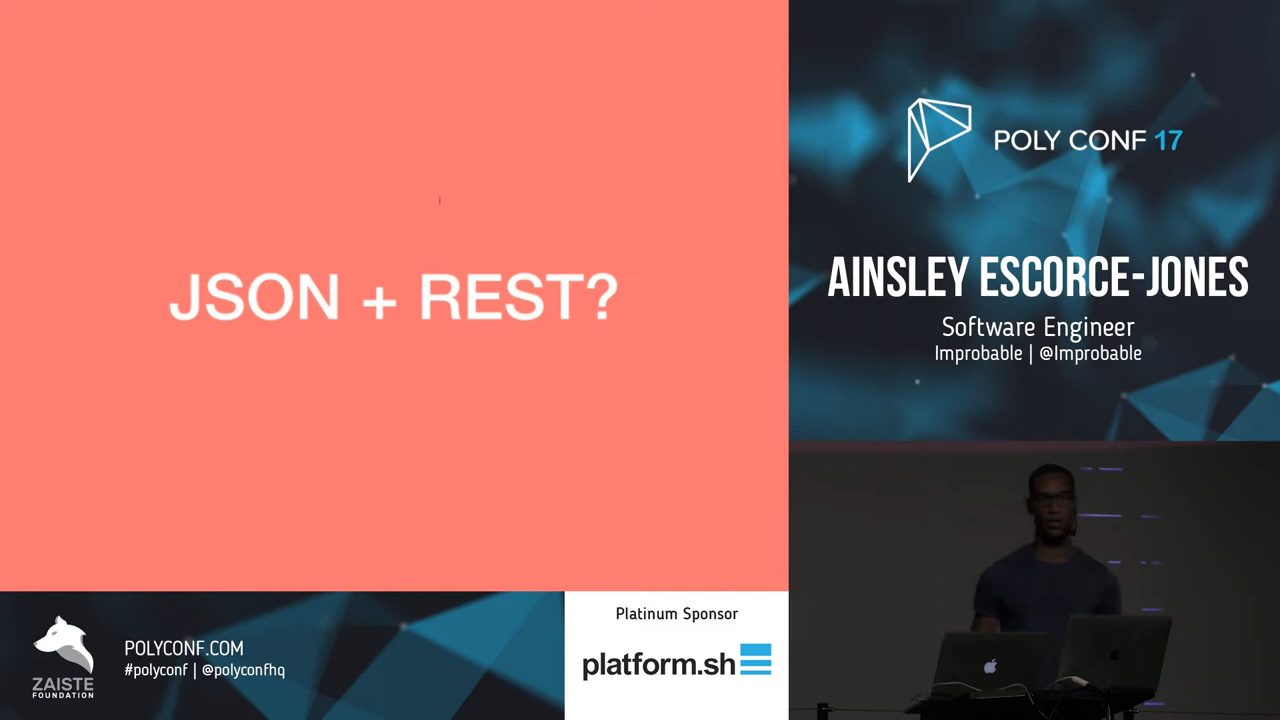 JSON + REST?
POLY CONF 17
AINSLEY ESCORCE-JONES
Software Engineer
Improbable | @Improbable
ZAISTE
FOUNDATION
POLYCONF.COM
#polyconf | @polyconfhq
Platinum Sponsor
platform.sh